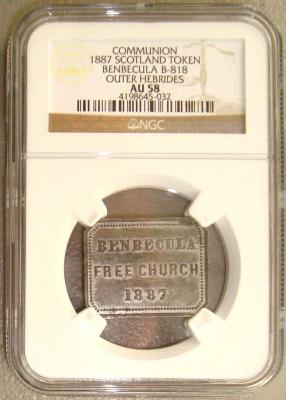 COMMUNION
1887 SCOTLAND TOKEN
BENBECULA B-818
OUTER HEBRIDES
AU 58
4198645-032
NGC
BENBECULA
FREE CHURCH
1887